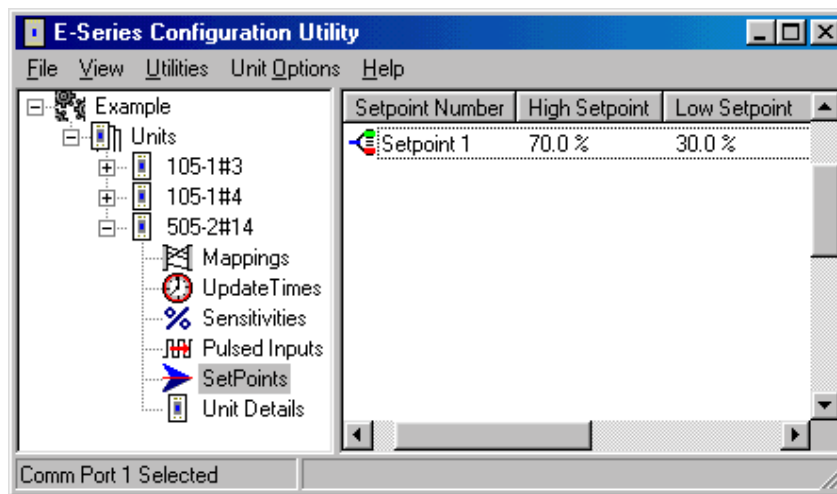 E-Series Configuration Utility
File View Utilities Unit Options Help
Example
Units
105-1#3
105-1#4
505-2#14
Mappings
UpdateTimes
Sensitivities
Pulsed Inputs
SetPoints
Unit Details
Setpoint Number High Setpoint Low Setpoint
Setpoint 1 70.0 % 30.0 %
Comm Port 1 Selected